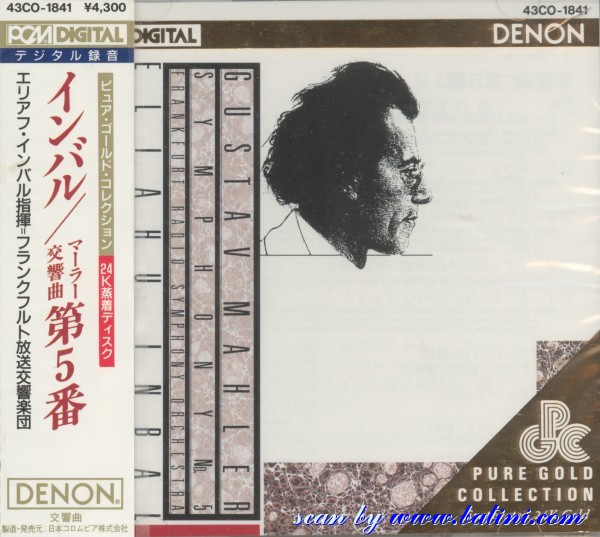 43CO-1841 ¥4,300
PCM DIGITAL
デジタル録音
ピュア・ゴールド・コレクション
24K蒸着ディスク
インバル/マーラー交響曲第5番
エリアフ・インバル指揮=フランクフルト放送交響楽団
DENON
交響曲
製造・発売元:日本コロムビア株式会社
DIGITAL
43CO-1841
DENON
GUSTAV MAHLER
SYMPHONY No. 5
FRANKFURT RADIO SYMPHONY ORCHESTRA
ELIAHU INBAL
PGC
PURE GOLD
COLLECTION
24K Gold
scan by www.batini.com